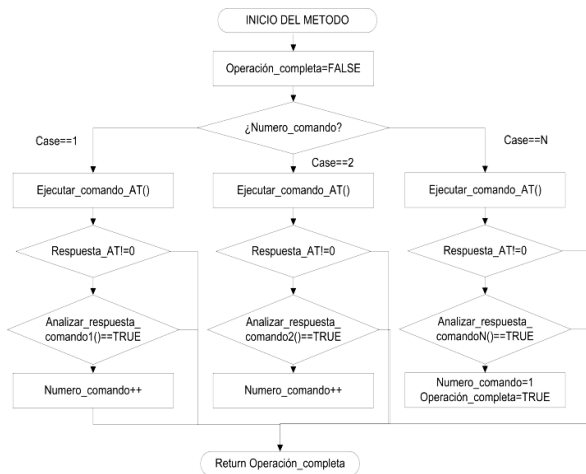 INICIO DEL METODO
Operación_completa=FALSE
¿Numero_comando?
Case==1
Case==2
Case==N
Ejecutar_comando_AT()
Ejecutar_comando_AT()
Ejecutar_comando_AT()
Respuesta_AT!=0
Respuesta_AT!=0
Respuesta_AT!=0
Analizar_respuesta_
comando1()==TRUE
Analizar_respuesta_
comando2()==TRUE
Analizar_respuesta_
comandoN()==TRUE
Numero_comando++
Numero_comando++
Numero_comando=1
Operación_completa=TRUE
Return Operación_completa